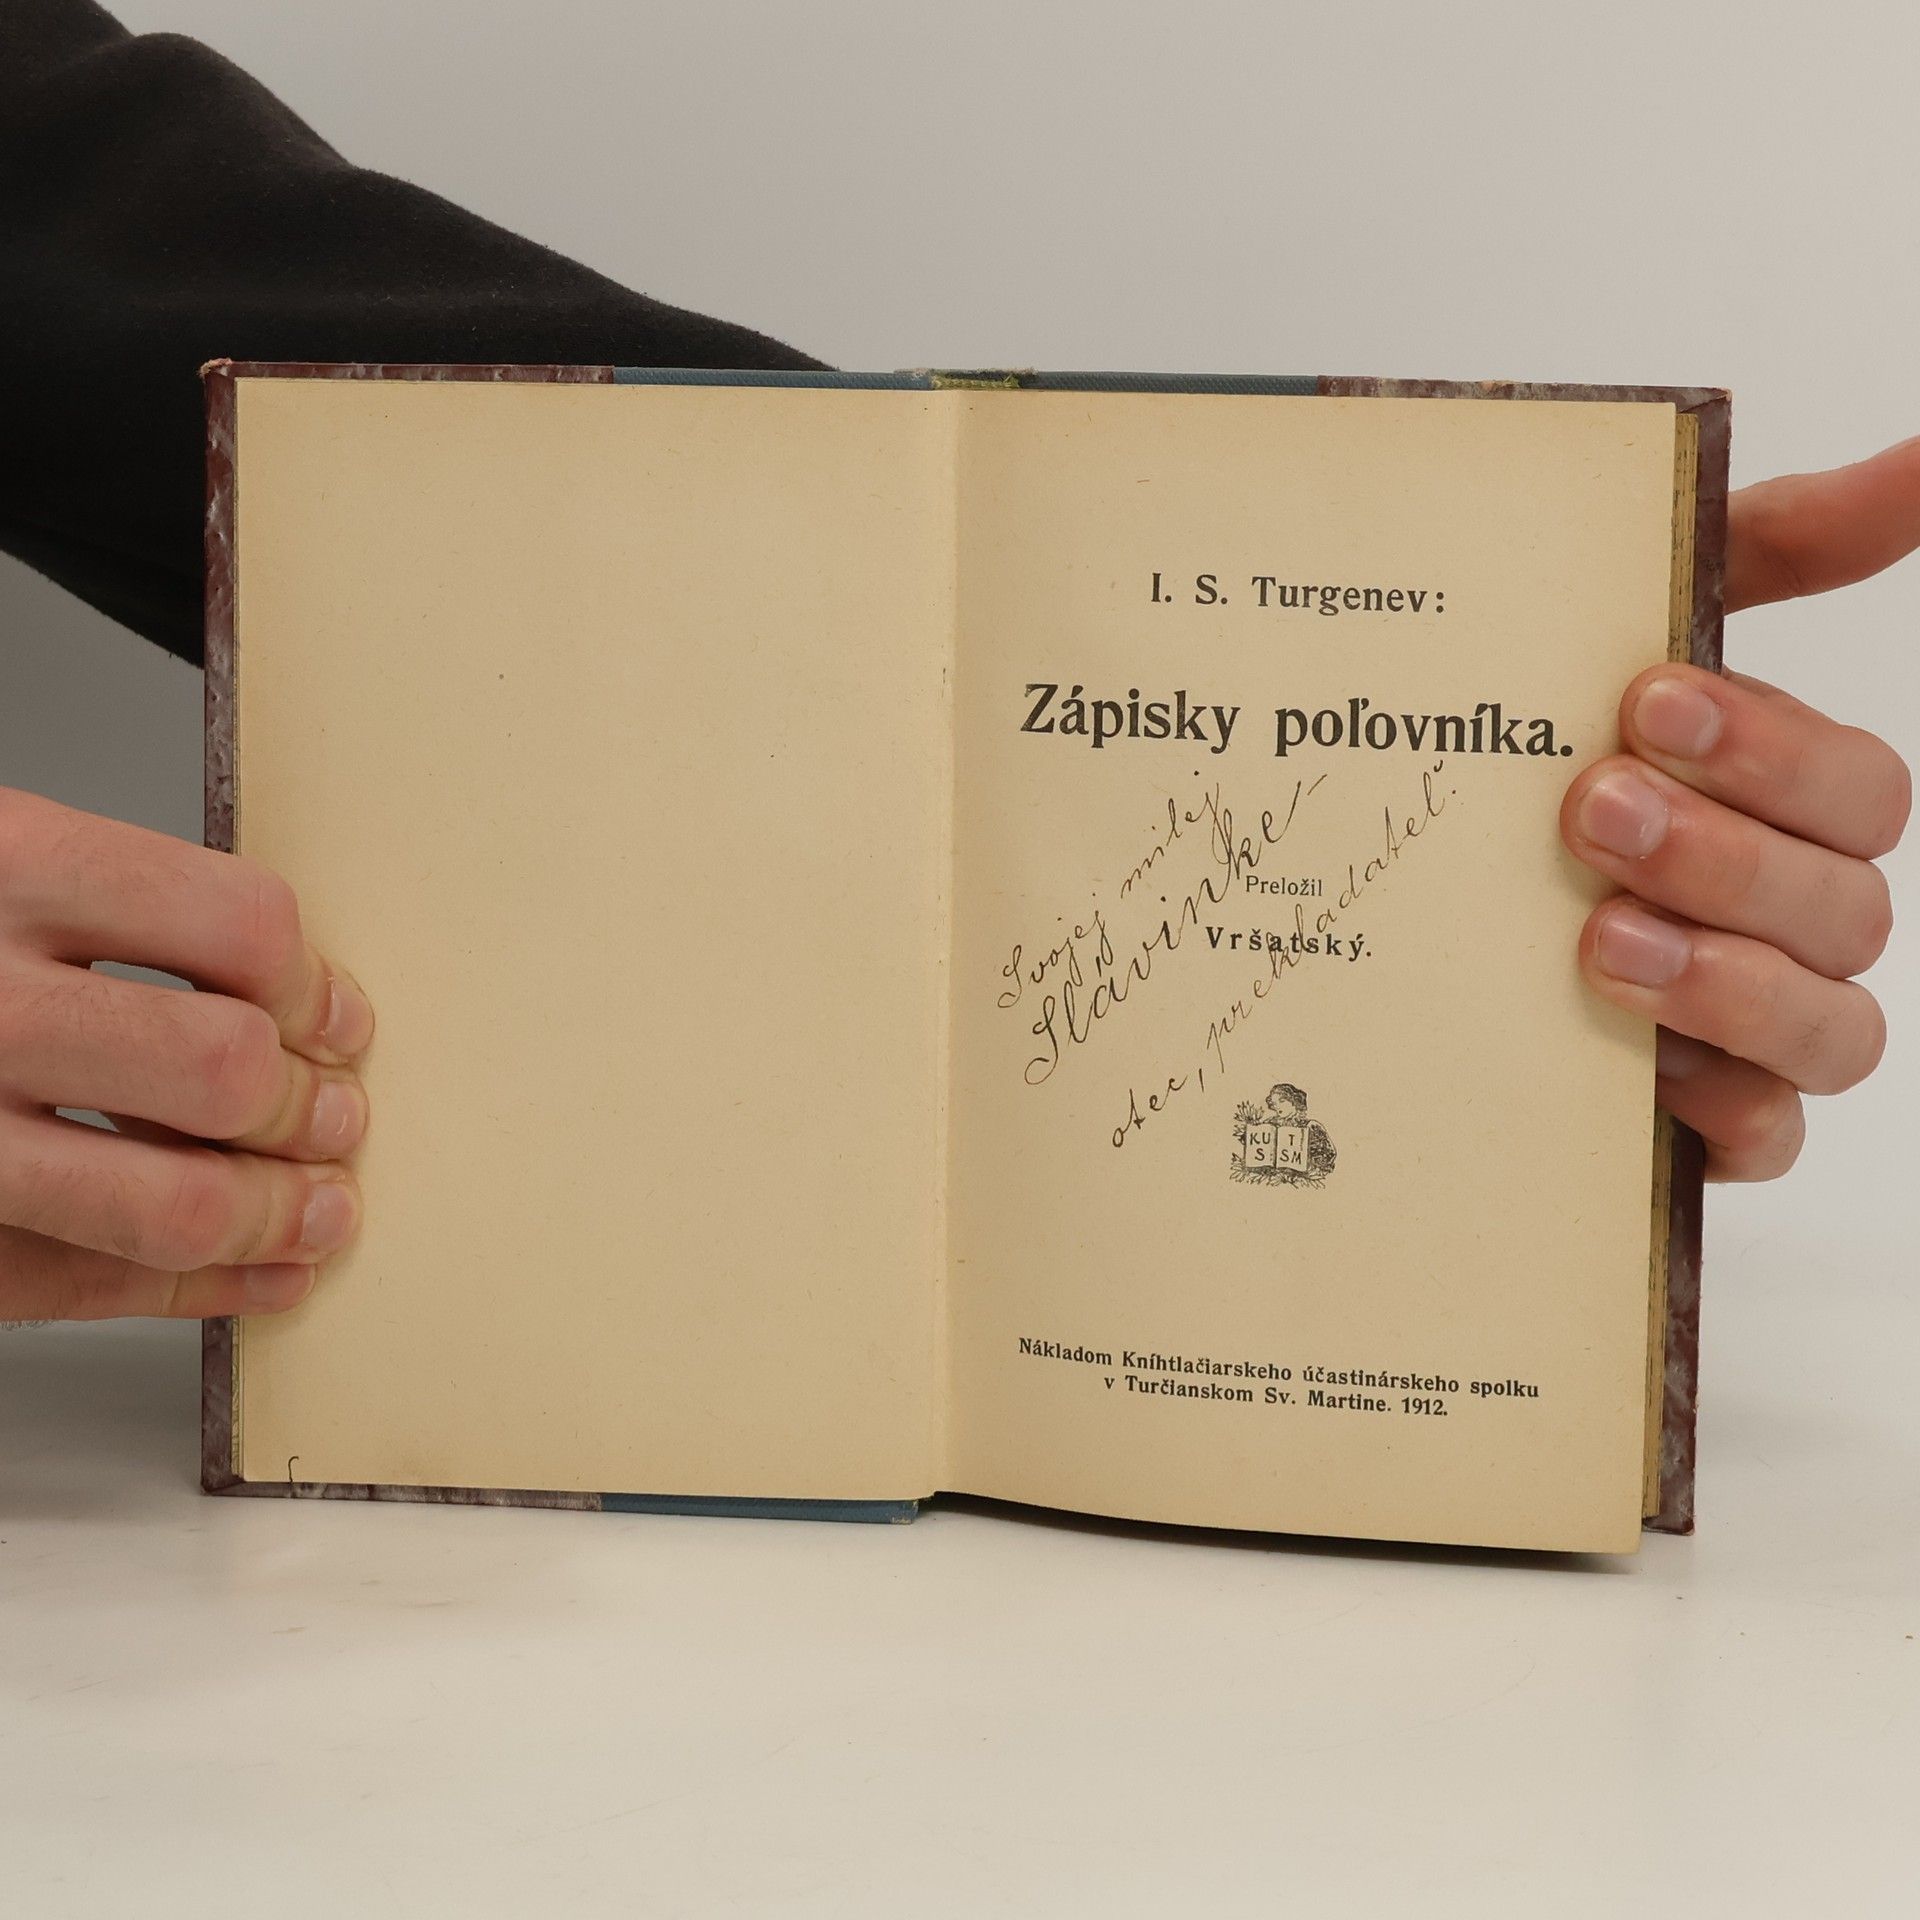 I. S. Turgenev:
Zápisky poľovníka.
Svojej milej
Slávinke –
Preložil
Vršatský.
otec, prekladateľ.
KU T
S SM
Nákladom Kníhtlačiarskeho účastinárskeho spolku
v Turčianskom Sv. Martine. 1912.